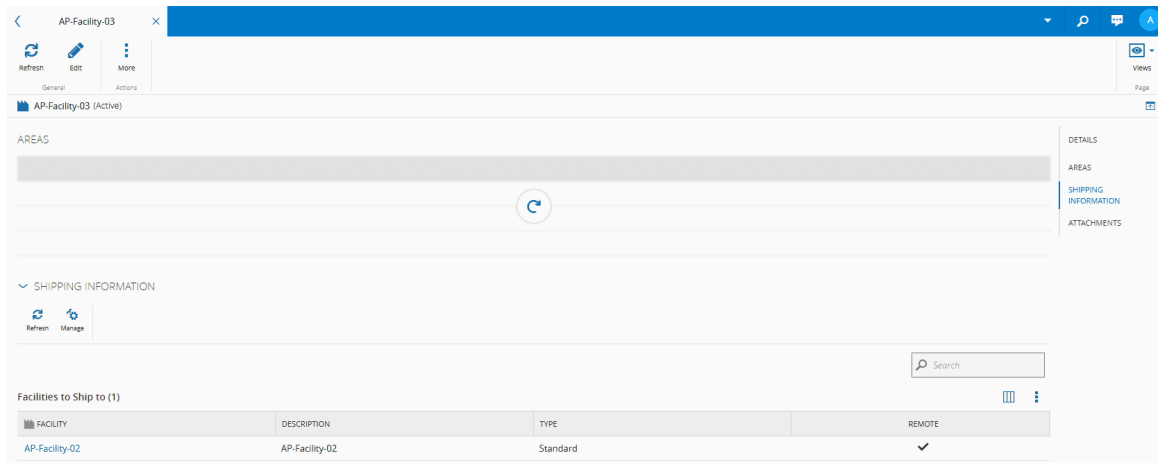 AP-Facility-03
A
Refresh Edit More Views
General Actions Page
AP-Facility-03 (Active)
AREAS
DETAILS
AREAS
SHIPPING
INFORMATION
ATTACHMENTS
SHIPPING INFORMATION
Refresh Manage
Search
Facilities to Ship to (1)
FACILITY DESCRIPTION TYPE REMOTE
AP-Facility-02 AP-Facility-02 Standard